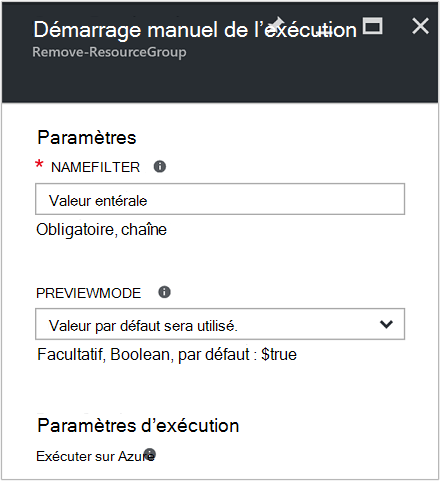 Démarrage manuel de l’exécution
Remove-ResourceGroup
Paramètres
* NAMEFILTER
Valeur entérale
Obligatoire, chaîne
PREVIEWMODE
Valeur par défaut sera utilisé.
Facultatif, Boolean, par défaut : $true
Paramètres d’exécution
Exécuter sur Azure